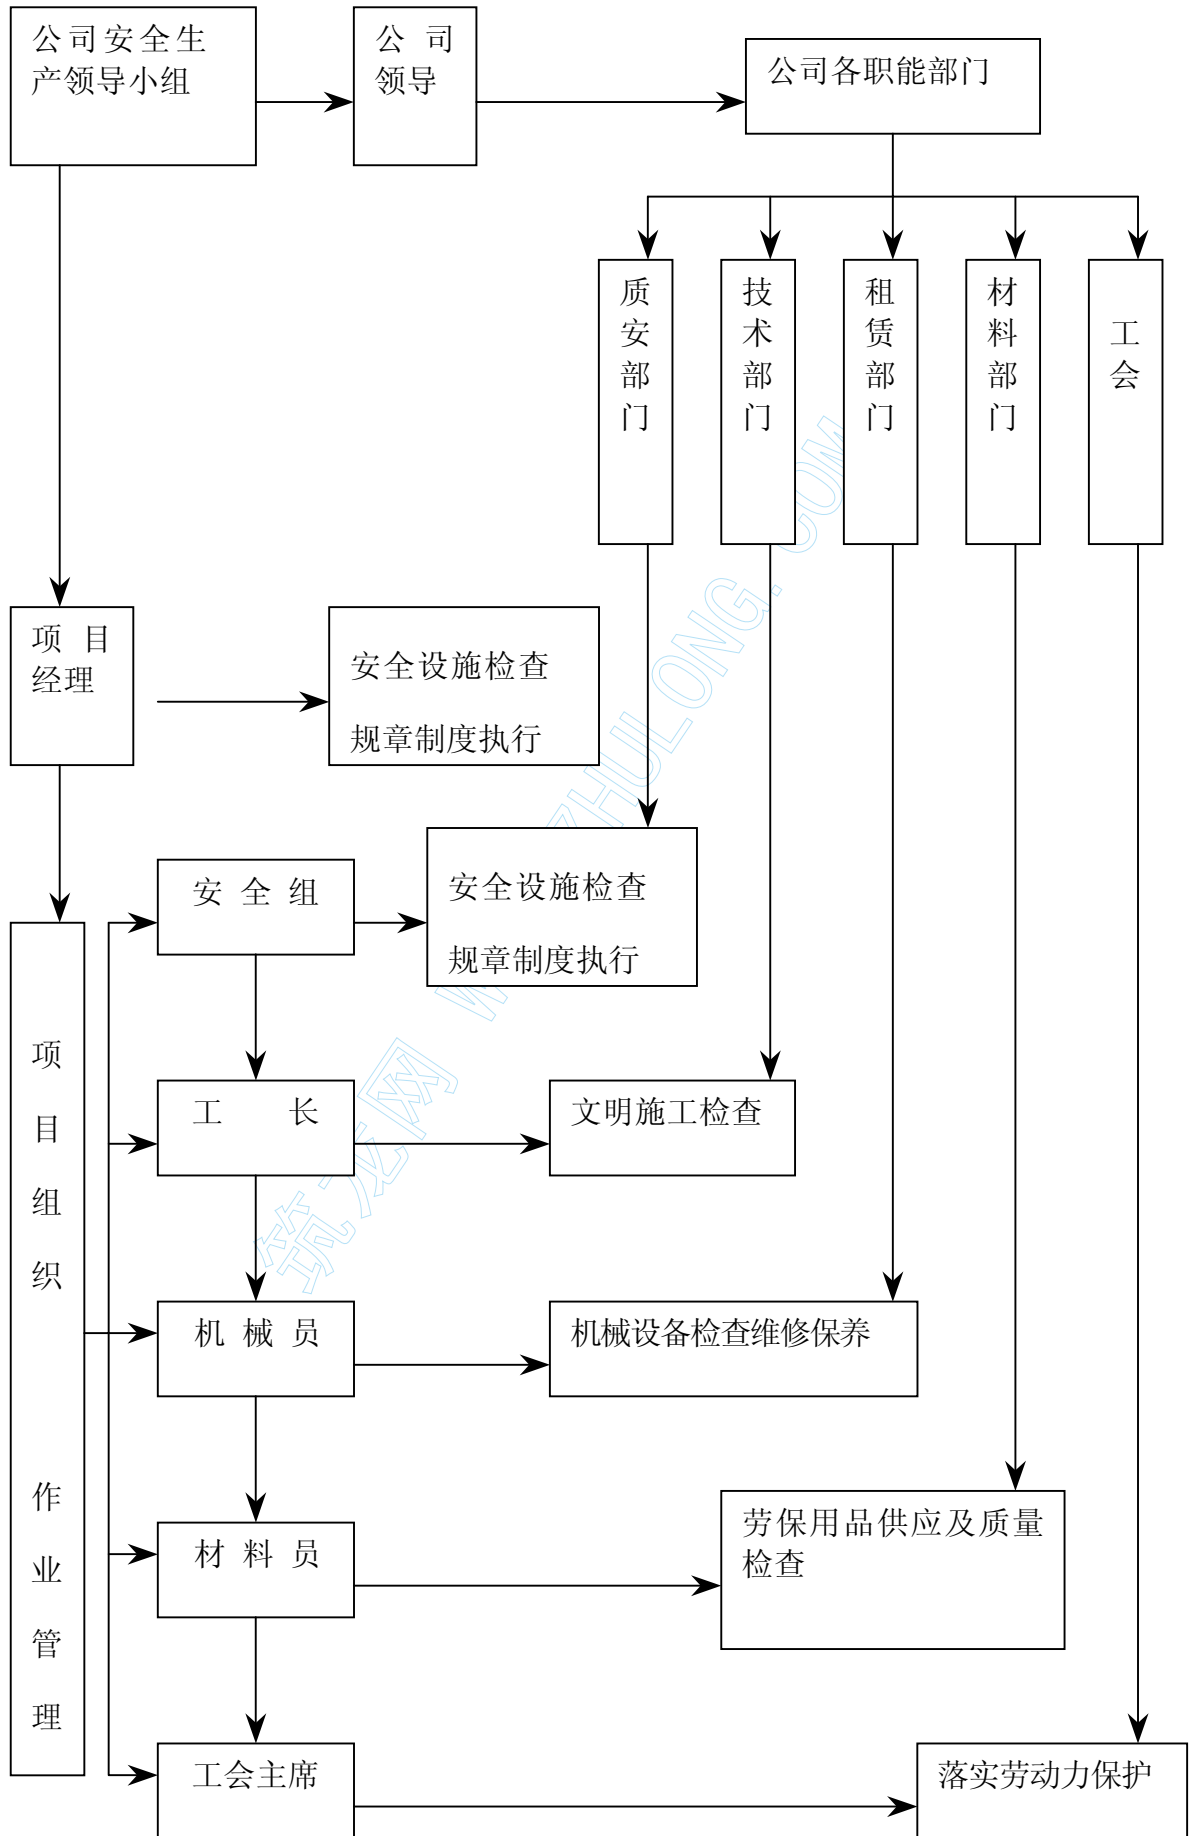 公司安全生
产领导小组
公 司
领导
公司各职能部门
质安部门
技术部门
租赁部门
材料部门
工会
项 目
经理
安全设施检查
规章制度执行
安 全 组
安全设施检查
规章制度执行
项目组织 作业管理
工 长
文明施工检查
机 械 员
机械设备检查维修保养
材 料 员
劳保用品供应及质量
检查
工会主席
落实劳动力保护
筑龙网 W ZHULONG.COM